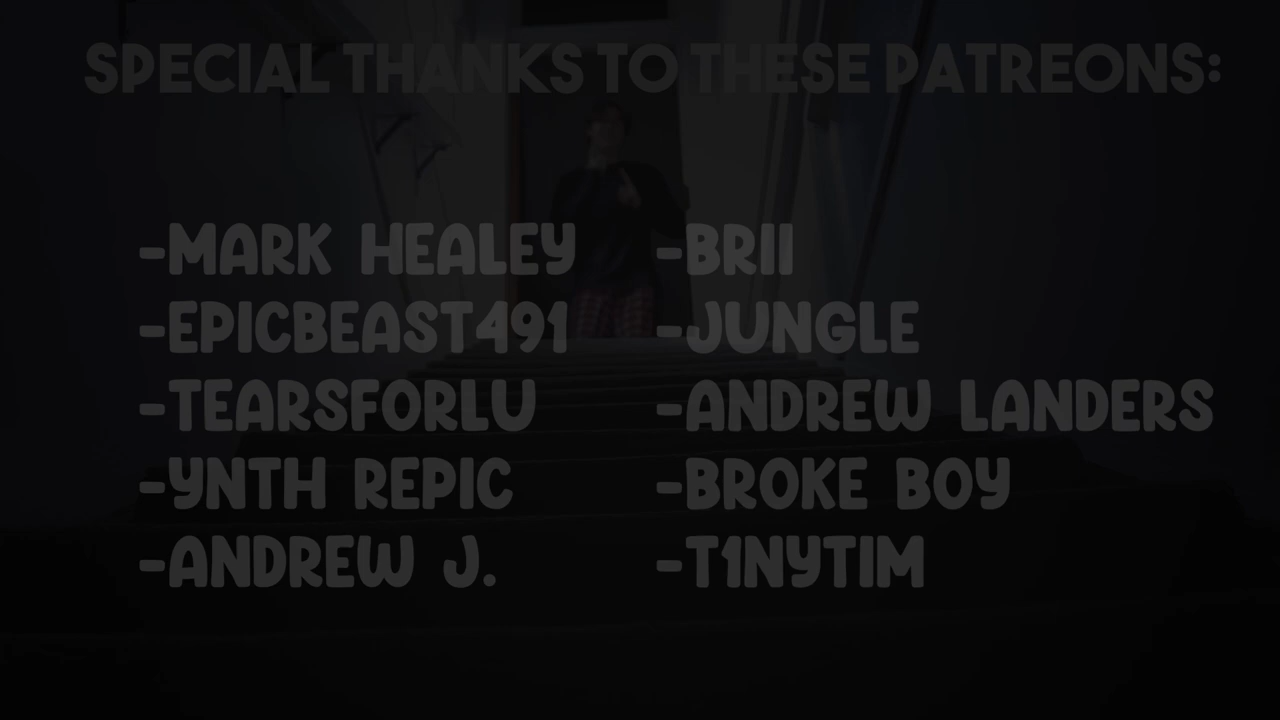 SPECIAL THANKS TO THESE PATREONS:
-MARK HEALEY
-EPICBEAST491
-TEARSFORLU
-YNTH REPIC
-ANDREW J.
-BRII
-JUNGLE
-ANDREW LANDERS
-BROKE BOY
-T1NYTIM